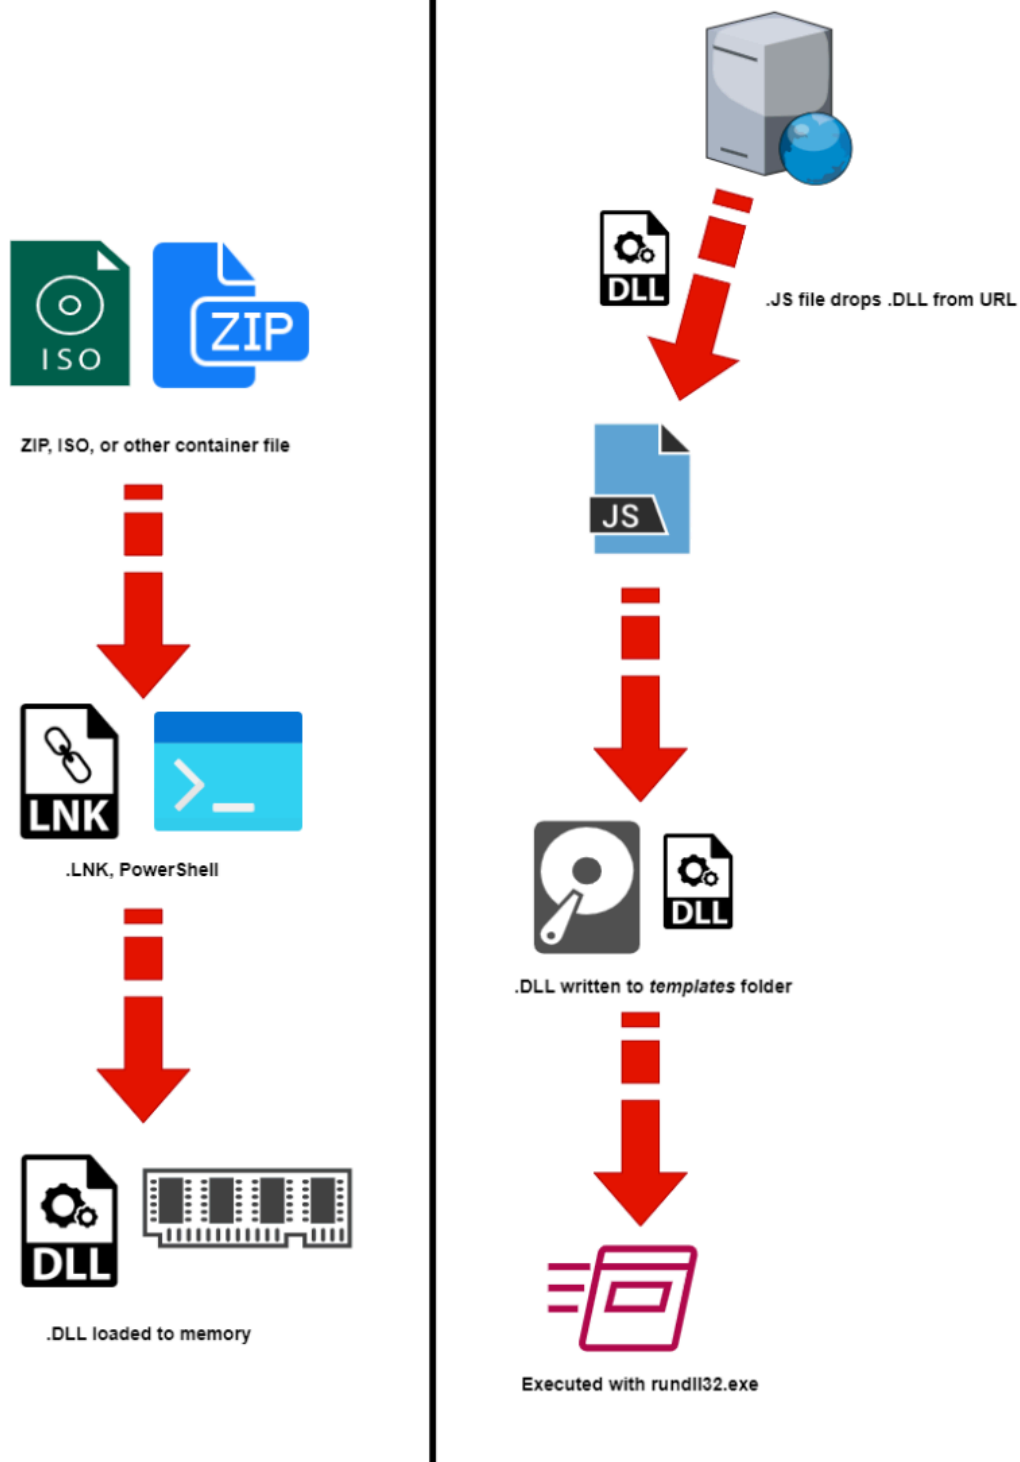 ISO
ZIP
ZIP, ISO, or other container file
LNK
.LNK, PowerShell
DLL
.DLL loaded to memory
DLL
.JS file drops .DLL from URL
JS
DLL
.DLL written to templates folder
Executed with rundll32.exe